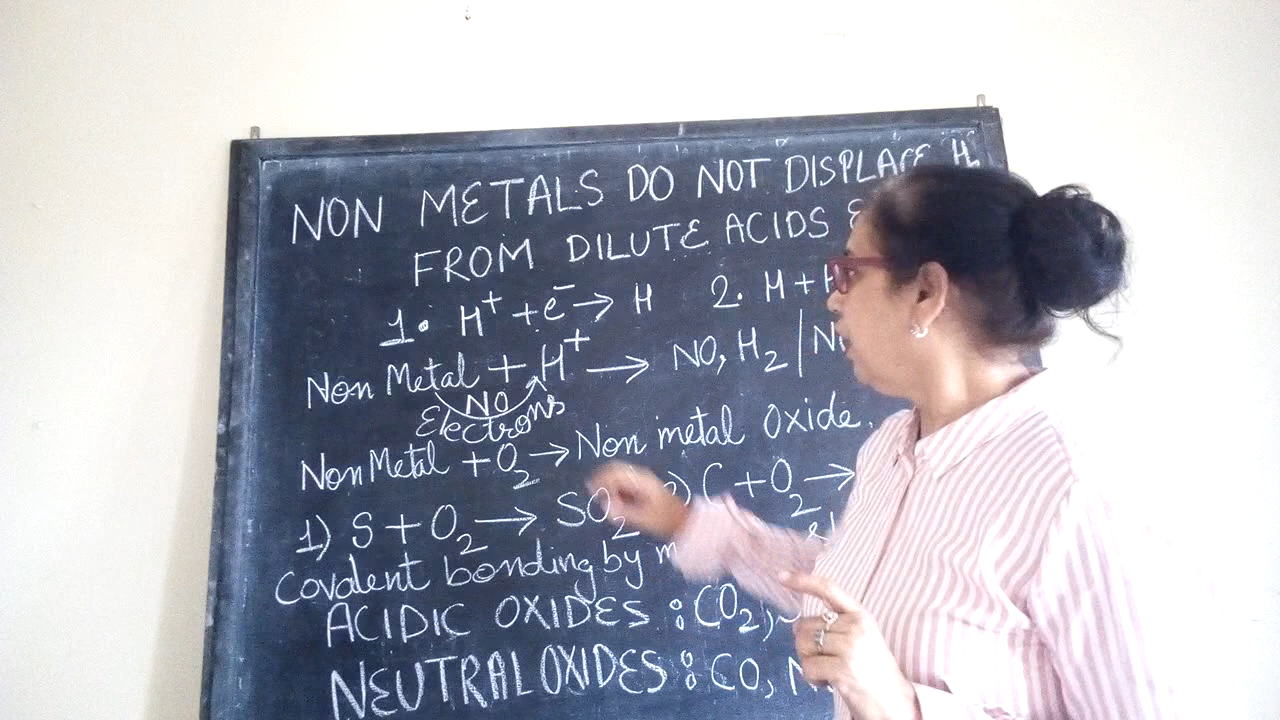 NON METALS DO NOT DISPLACE H
FROM DILUTE ACIDS
1. H⁺ + e⁻ → H 2. H +
Non Metal + H⁺ → NO, H₂ /
NO
Electrons
Non Metal + O₂ → Non metal Oxide.
1) S + O₂ → SO₂ 2) C + O₂ →
Covalent bonding by
ACIDIC OXIDES : CO₂,
NEUTRAL OXIDES : CO,